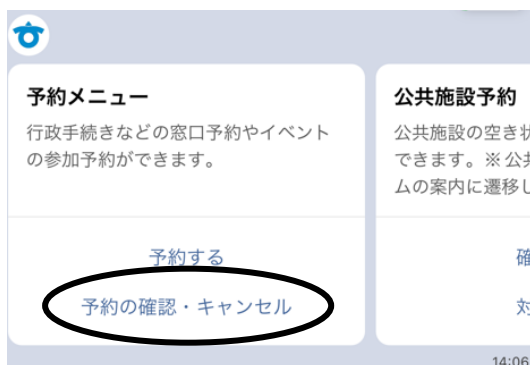 予約メニュー
行政手続きなどの窓口予約やイベント
の参加予約ができます。
予約する
予約の確認・キャンセル
公共施設予約
公共施設の空き
できます。※公
ムの案内に遷移
14:06